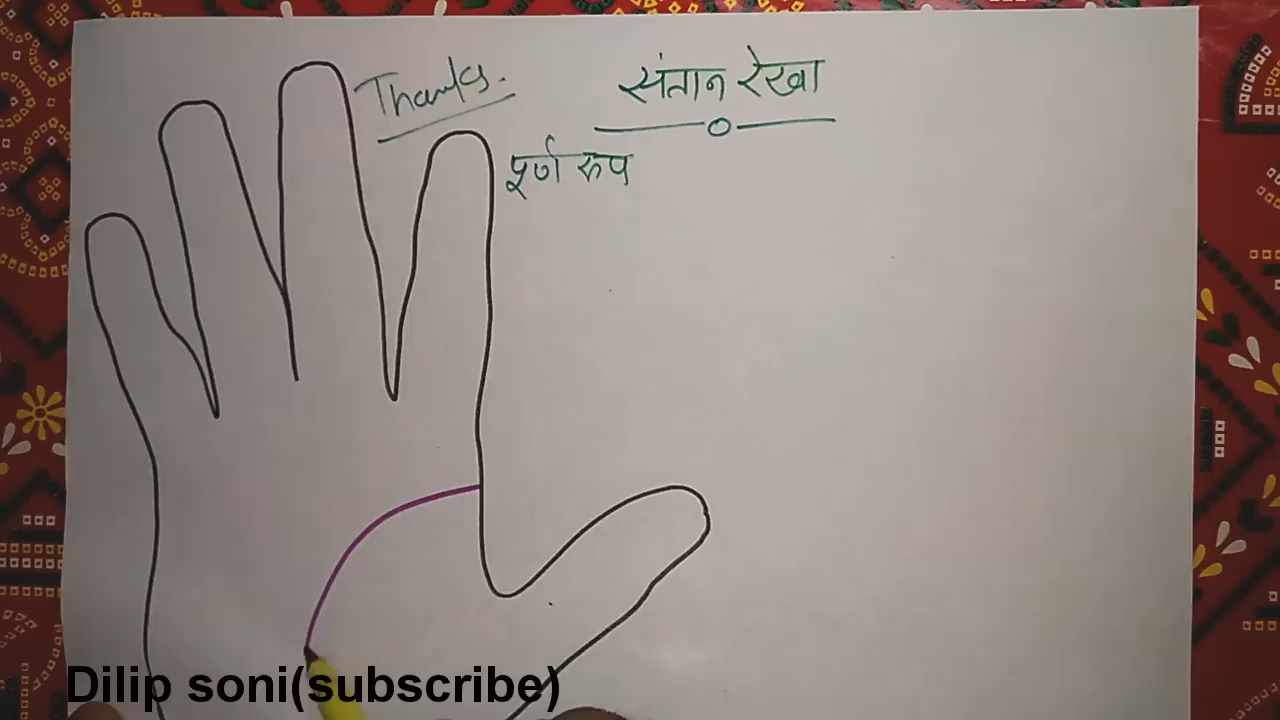 Thanks.
संतान रेखा
पूर्ण रुप
Dilip soni(subscribe)